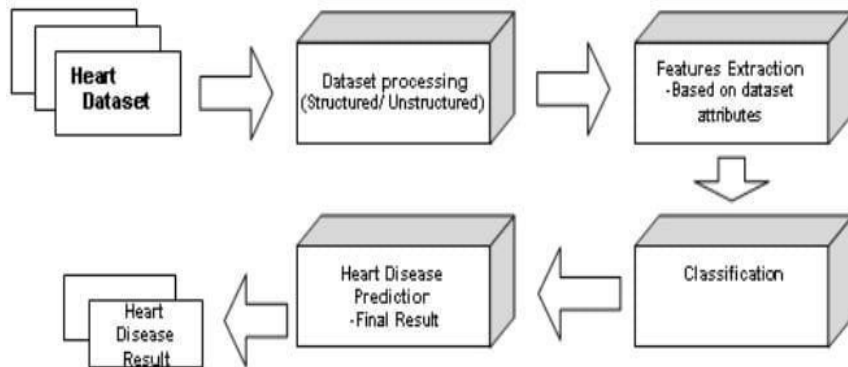 Heart
Dataset
Dataset processing
(Structured/ Unstructured)
Features Extraction
-Based on dataset
attributes
Classification
Heart Disease
Prediction
-Final Result
Heart
Disease
Result